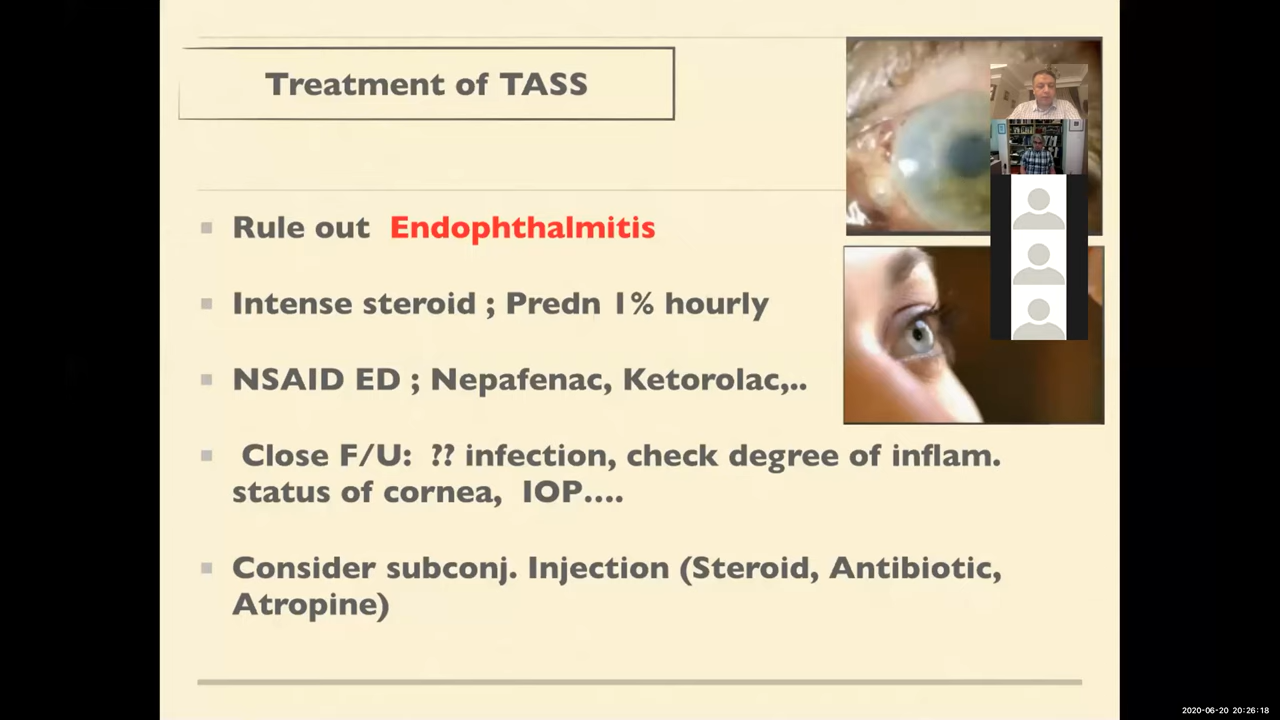 Treatment of TASS
Rule out Endophthalmitis
Intense steroid ; Predn 1% hourly
NSAID ED ; Nepafenac, Ketorolac,..
Close F/U: ?? infection, check degree of inflam.
status of cornea, IOP....
Consider subconj. Injection (Steroid, Antibiotic,
Atropine)
2020-06-20 20:26:18